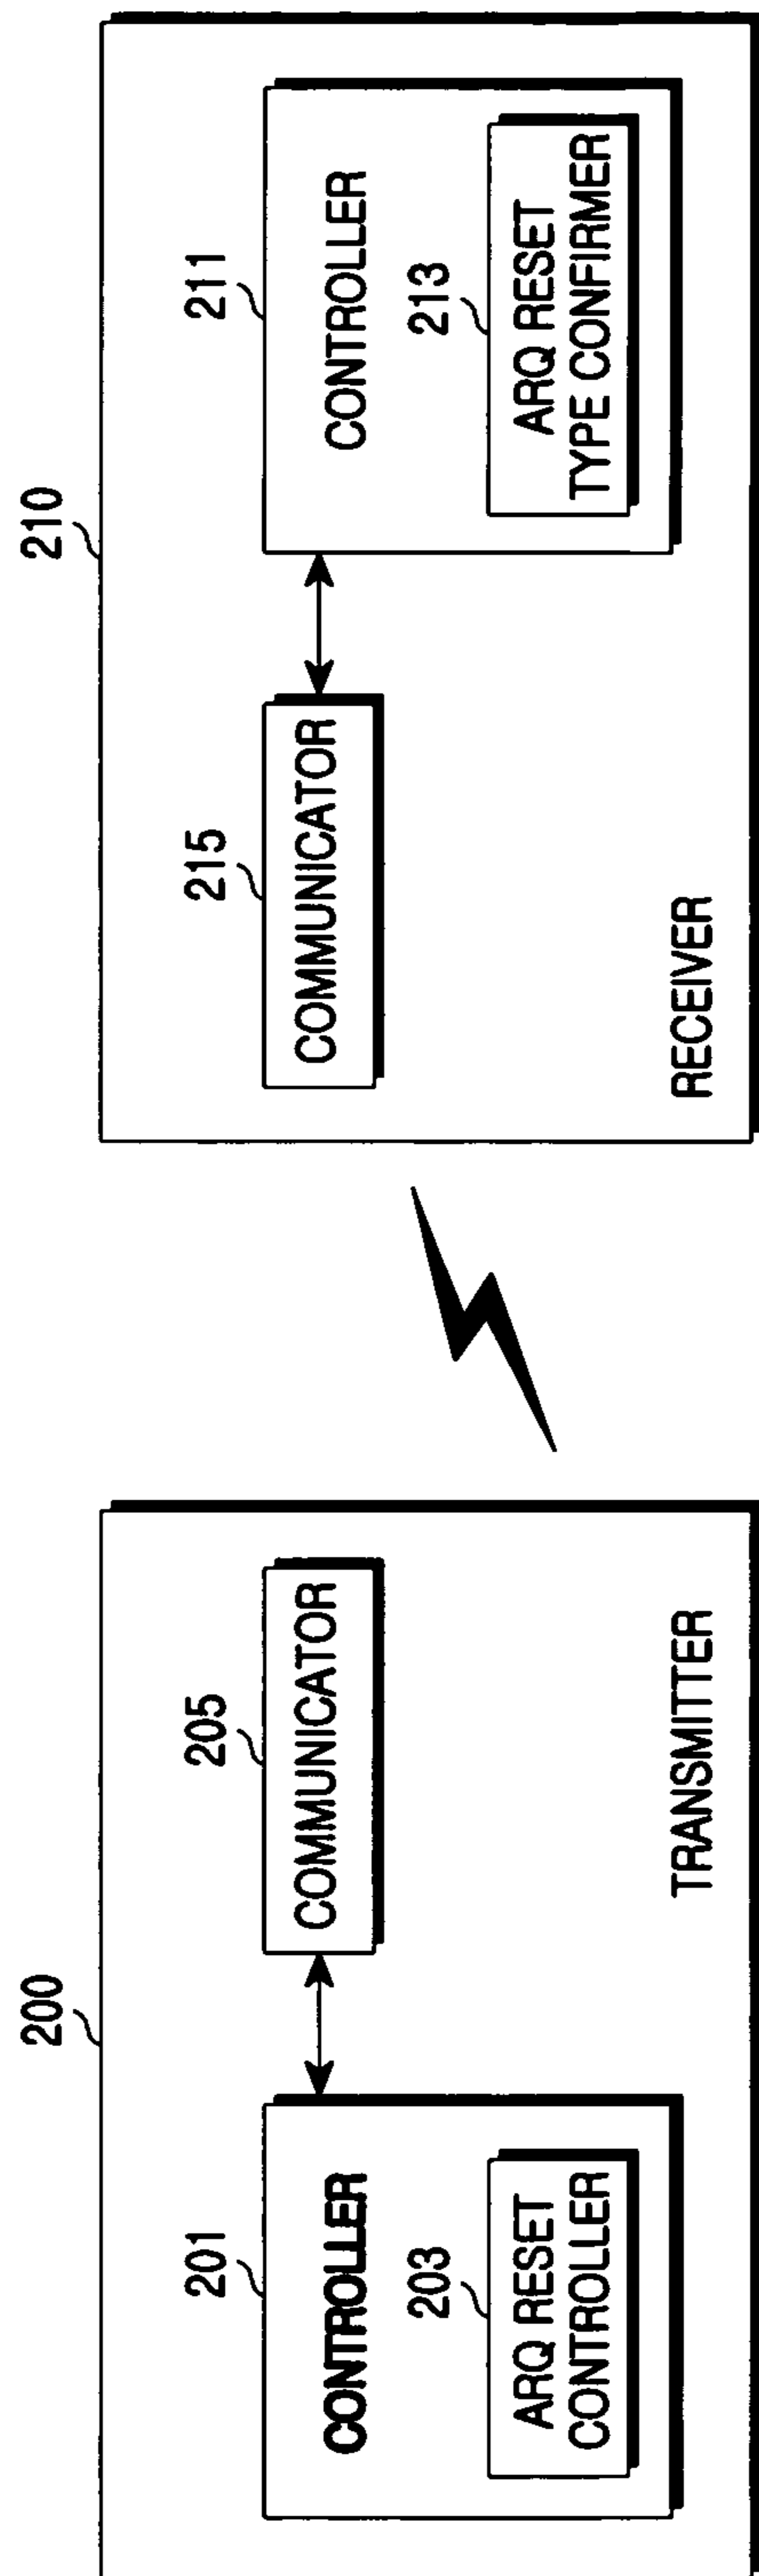 200
201
CONTROLLER
203
ARQ RESET
CONTROLLER
205
COMMUNICATOR
TRANSMITTER
210
215
COMMUNICATOR
211
CONTROLLER
213
ARQ RESET
TYPE CONFIRMER
RECEIVER